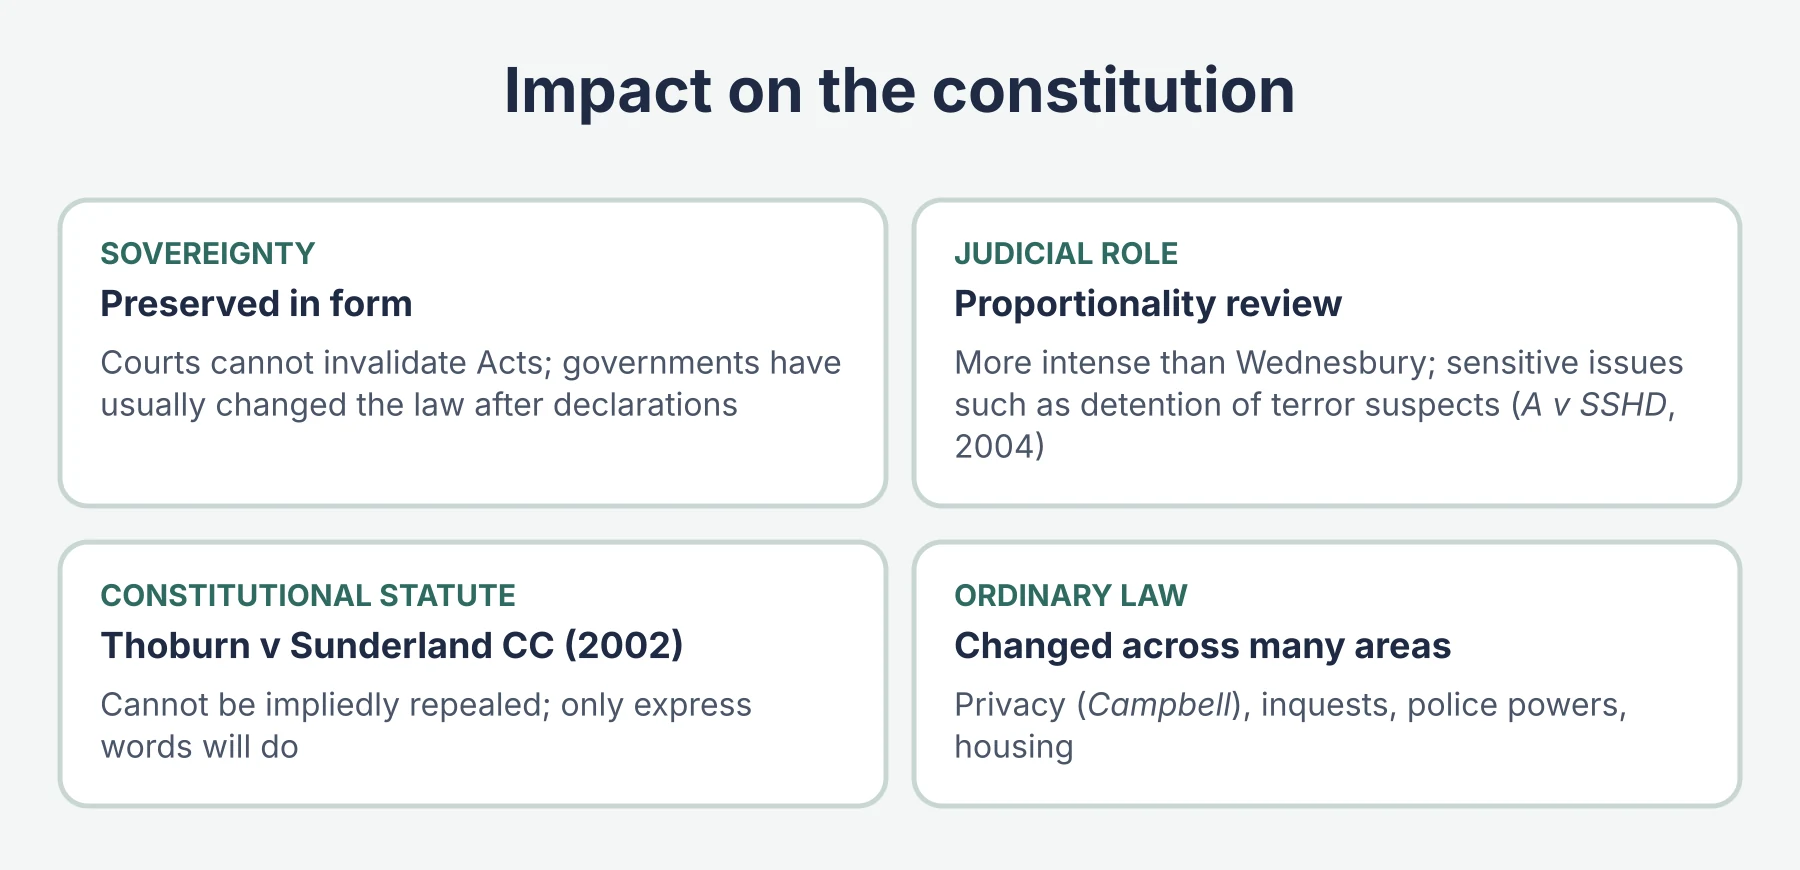 Impact on the constitution
SOVEREIGNTY
Preserved in form
Courts cannot invalidate Acts; governments have
usually changed the law after declarations
JUDICIAL ROLE
Proportionality review
More intense than Wednesbury; sensitive issues
such as detention of terror suspects (A v SSHD,
2004)
CONSTITUTIONAL STATUTE
Thoburn v Sunderland CC (2002)
Cannot be impliedly repealed; only express
words will do
ORDINARY LAW
Changed across many areas
Privacy (Campbell), inquests, police powers,
housing